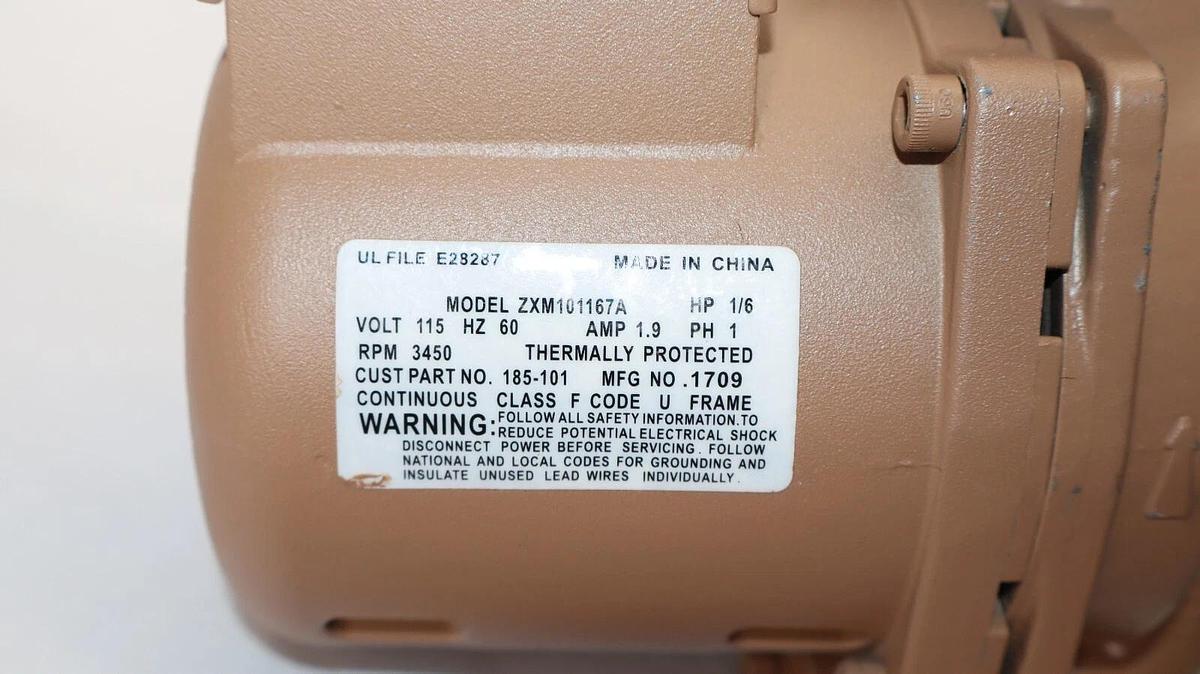 UL FILE E28287
MADE IN CHINA
MODEL ZXM101167A HP 1/6
VOLT 115 HZ 60 AMP 1.9 PH 1
RPM 3450 THERMALLY PROTECTED
CUST PART NO. 185-101 MFG NO .1709
CONTINUOUS CLASS F CODE U FRAME
WARNING: FOLLOW ALL SAFETY INFORMATION.TO
REDUCE POTENTIAL ELECTRICAL SHOCK
DISCONNECT POWER BEFORE SERVICING. FOLLOW
NATIONAL AND LOCAL CODES FOR GROUNDING AND
INSULATE UNUSED LEAD WIRES INDIVIDUALLY.